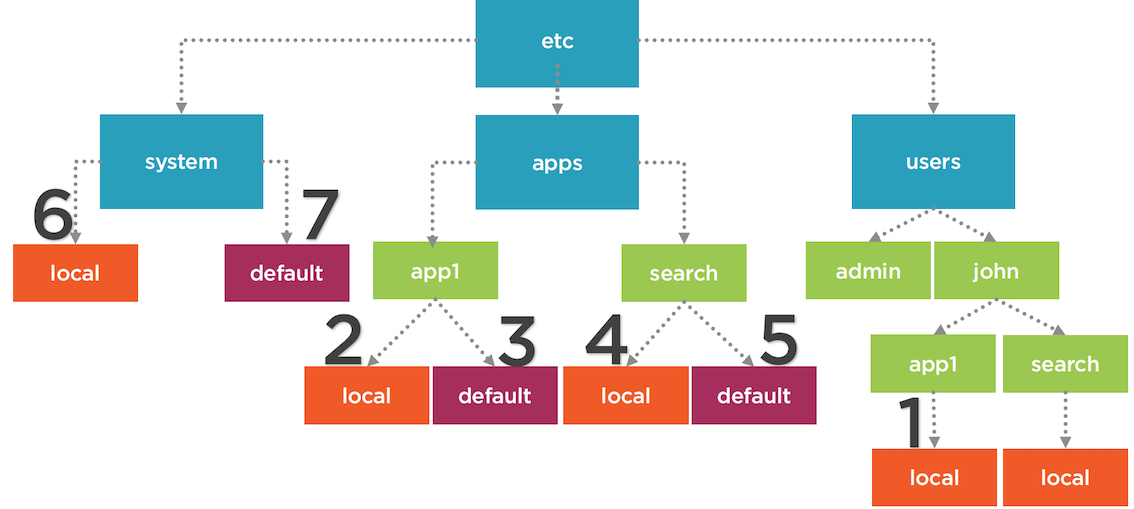 etc
system
apps
users
6
7
local
default
app1
search
admin
john
2
3
4
5
local
default
local
default
app1
search
1
local
local